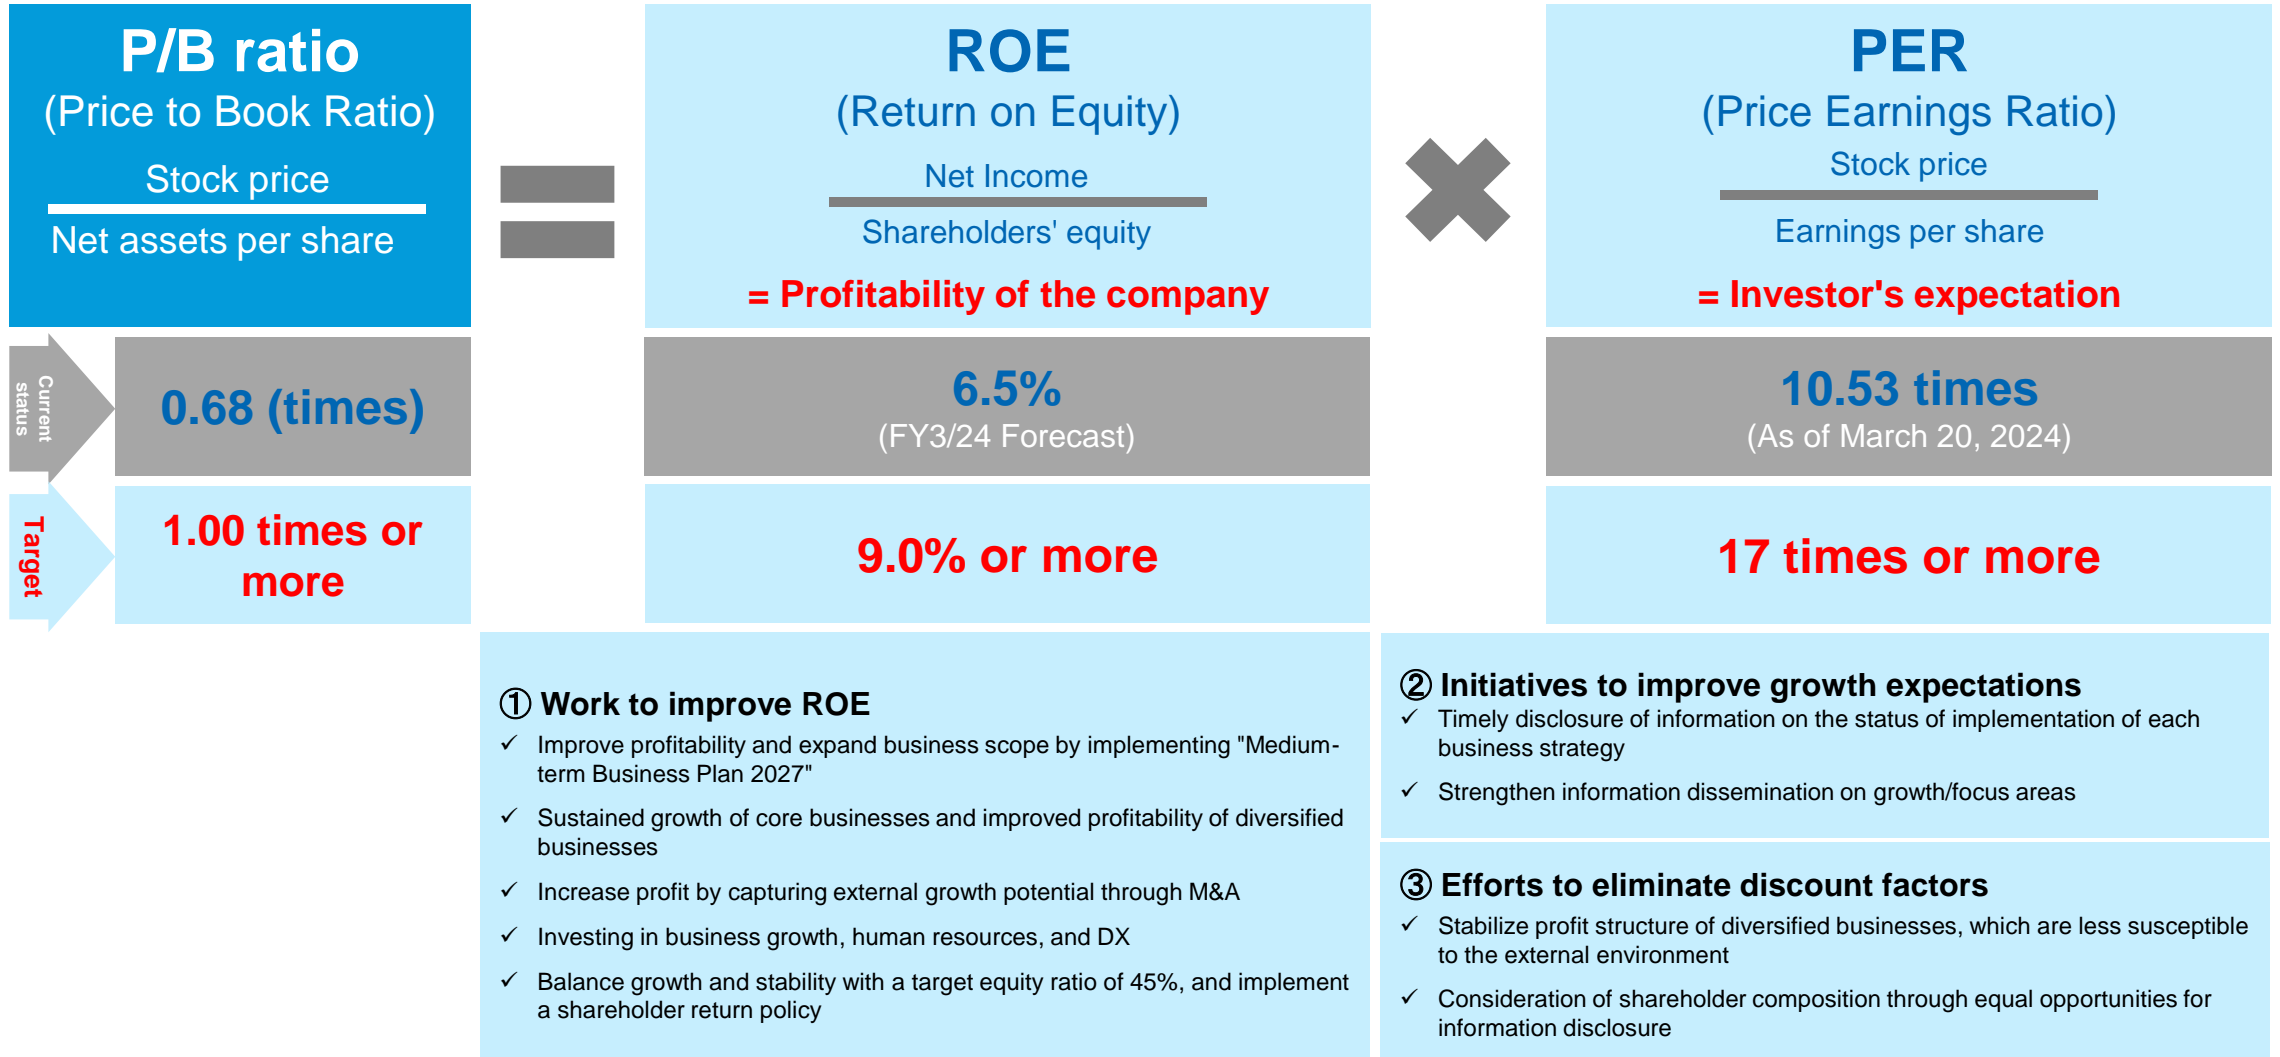 P/B ratio
(Price to Book Ratio)
Stock price
Net assets per share
ROE
(Return on Equity)
Net Income
Shareholders' equity
= Profitability of the company
PER
(Price Earnings Ratio)
Stock price
Earnings per share
= Investor's expectation
Current
status
0.68 (times)
6.5%
(FY3/24 Forecast)
10.53 times
(As of March 20, 2024)
Target
1.00 times or
more
9.0% or more
17 times or more
① Work to improve ROE
✓ Improve profitability and expand business scope by implementing "Medium-
term Business Plan 2027"
✓ Sustained growth of core businesses and improved profitability of diversified
businesses
✓ Increase profit by capturing external growth potential through M&A
✓ Investing in business growth, human resources, and DX
✓ Balance growth and stability with a target equity ratio of 45%, and implement
a shareholder return policy
② Initiatives to improve growth expectations
✓ Timely disclosure of information on the status of implementation of each
business strategy
✓ Strengthen information dissemination on growth/focus areas
③ Efforts to eliminate discount factors
✓ Stabilize profit structure of diversified businesses, which are less susceptible
to the external environment
✓ Consideration of shareholder composition through equal opportunities for
information disclosure